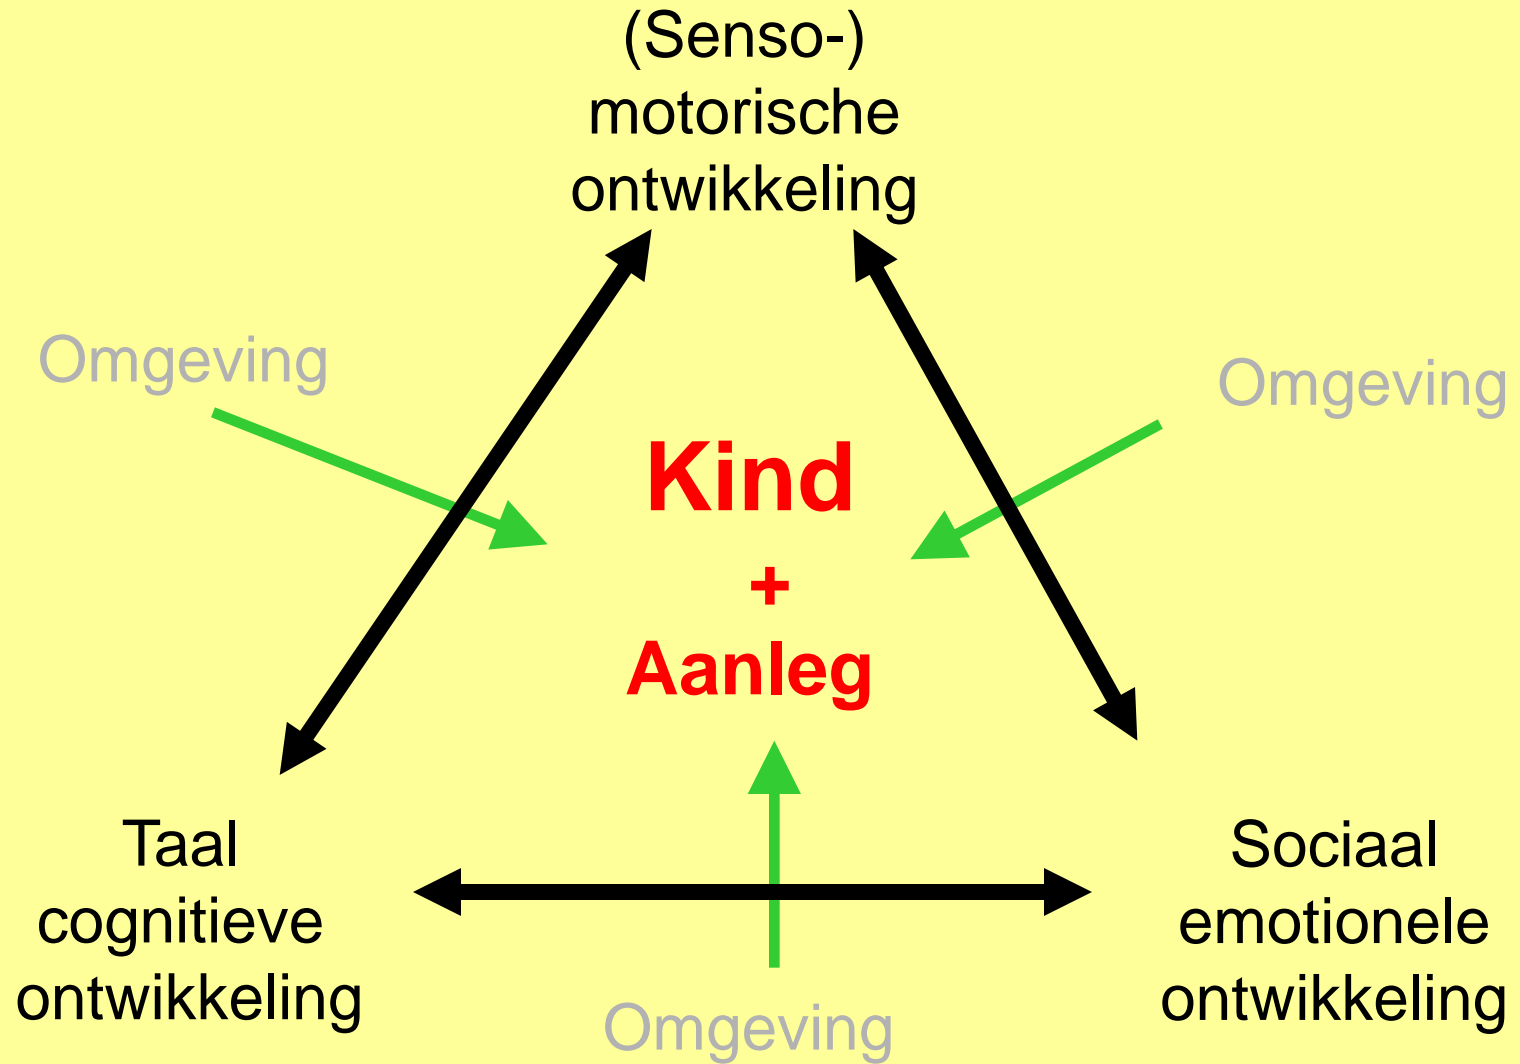 (Senso-)
motorische
ontwikkeling
Omgeving
Omgeving
Kind
+
Aanleg
Taal
cognitieve
ontwikkeling
Sociaal
emotionele
ontwikkeling
Omgeving